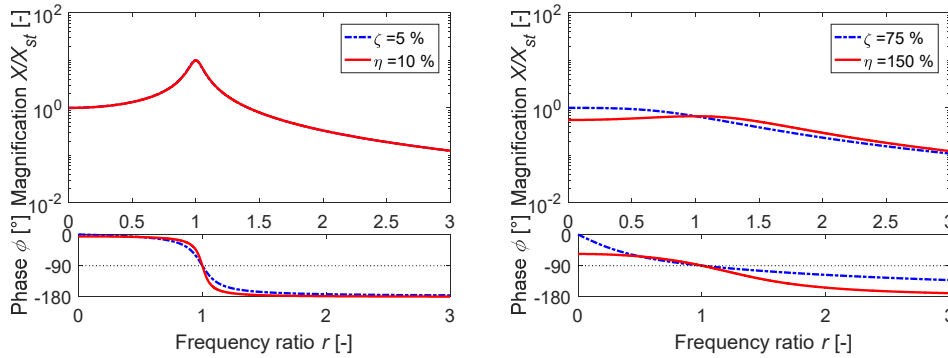 Magnification X/X_st [-]
10^2
10^0
10^-2
ζ =5 %
η =10 %
0 0.5 1 1.5 2 2.5 3
Phase ϕ [°]
0
-90
-180
0 1 2 3
Frequency ratio r [-]
Magnification X/X_st [-]
10^2
10^0
10^-2
ζ =75 %
η =150 %
0 0.5 1 1.5 2 2.5 3
Phase ϕ [°]
0
-90
-180
0 1 2 3
Frequency ratio r [-]